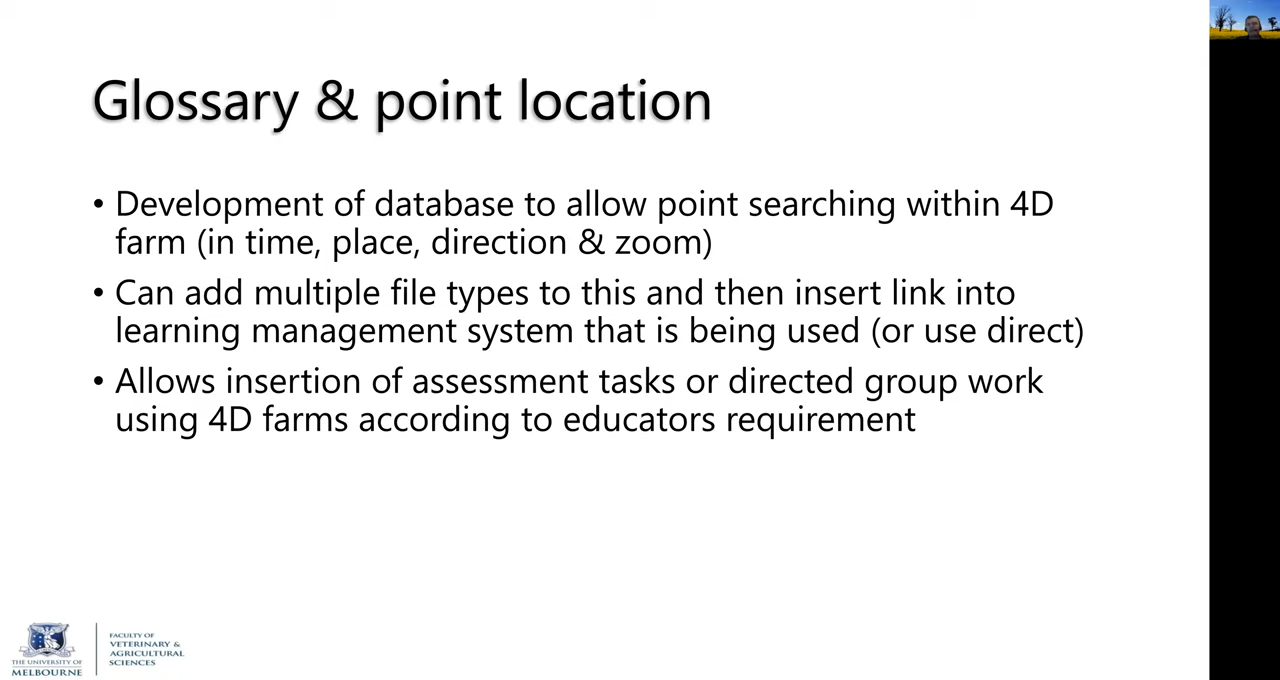 Glossary & point location
• Development of database to allow point searching within 4D
farm (in time, place, direction & zoom)
• Can add multiple file types to this and then insert link into
learning management system that is being used (or use direct)
• Allows insertion of assessment tasks or directed group work
using 4D farms according to educators requirement
THE UNIVERSITY OF
MELBOURNE
FACULTY OF
VETERINARY &
AGRICULTURAL
SCIENCES